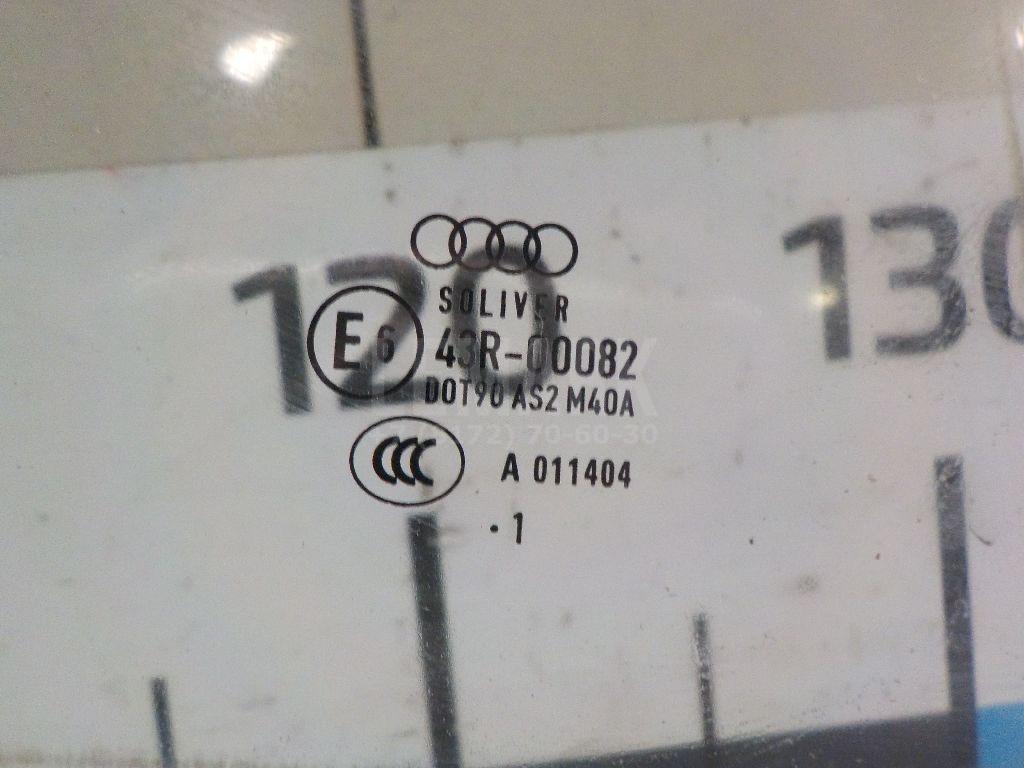 120
130
SOLIVER
E6 43R-00082
DOT90 AS2 M40A
CCC A 011404
·1